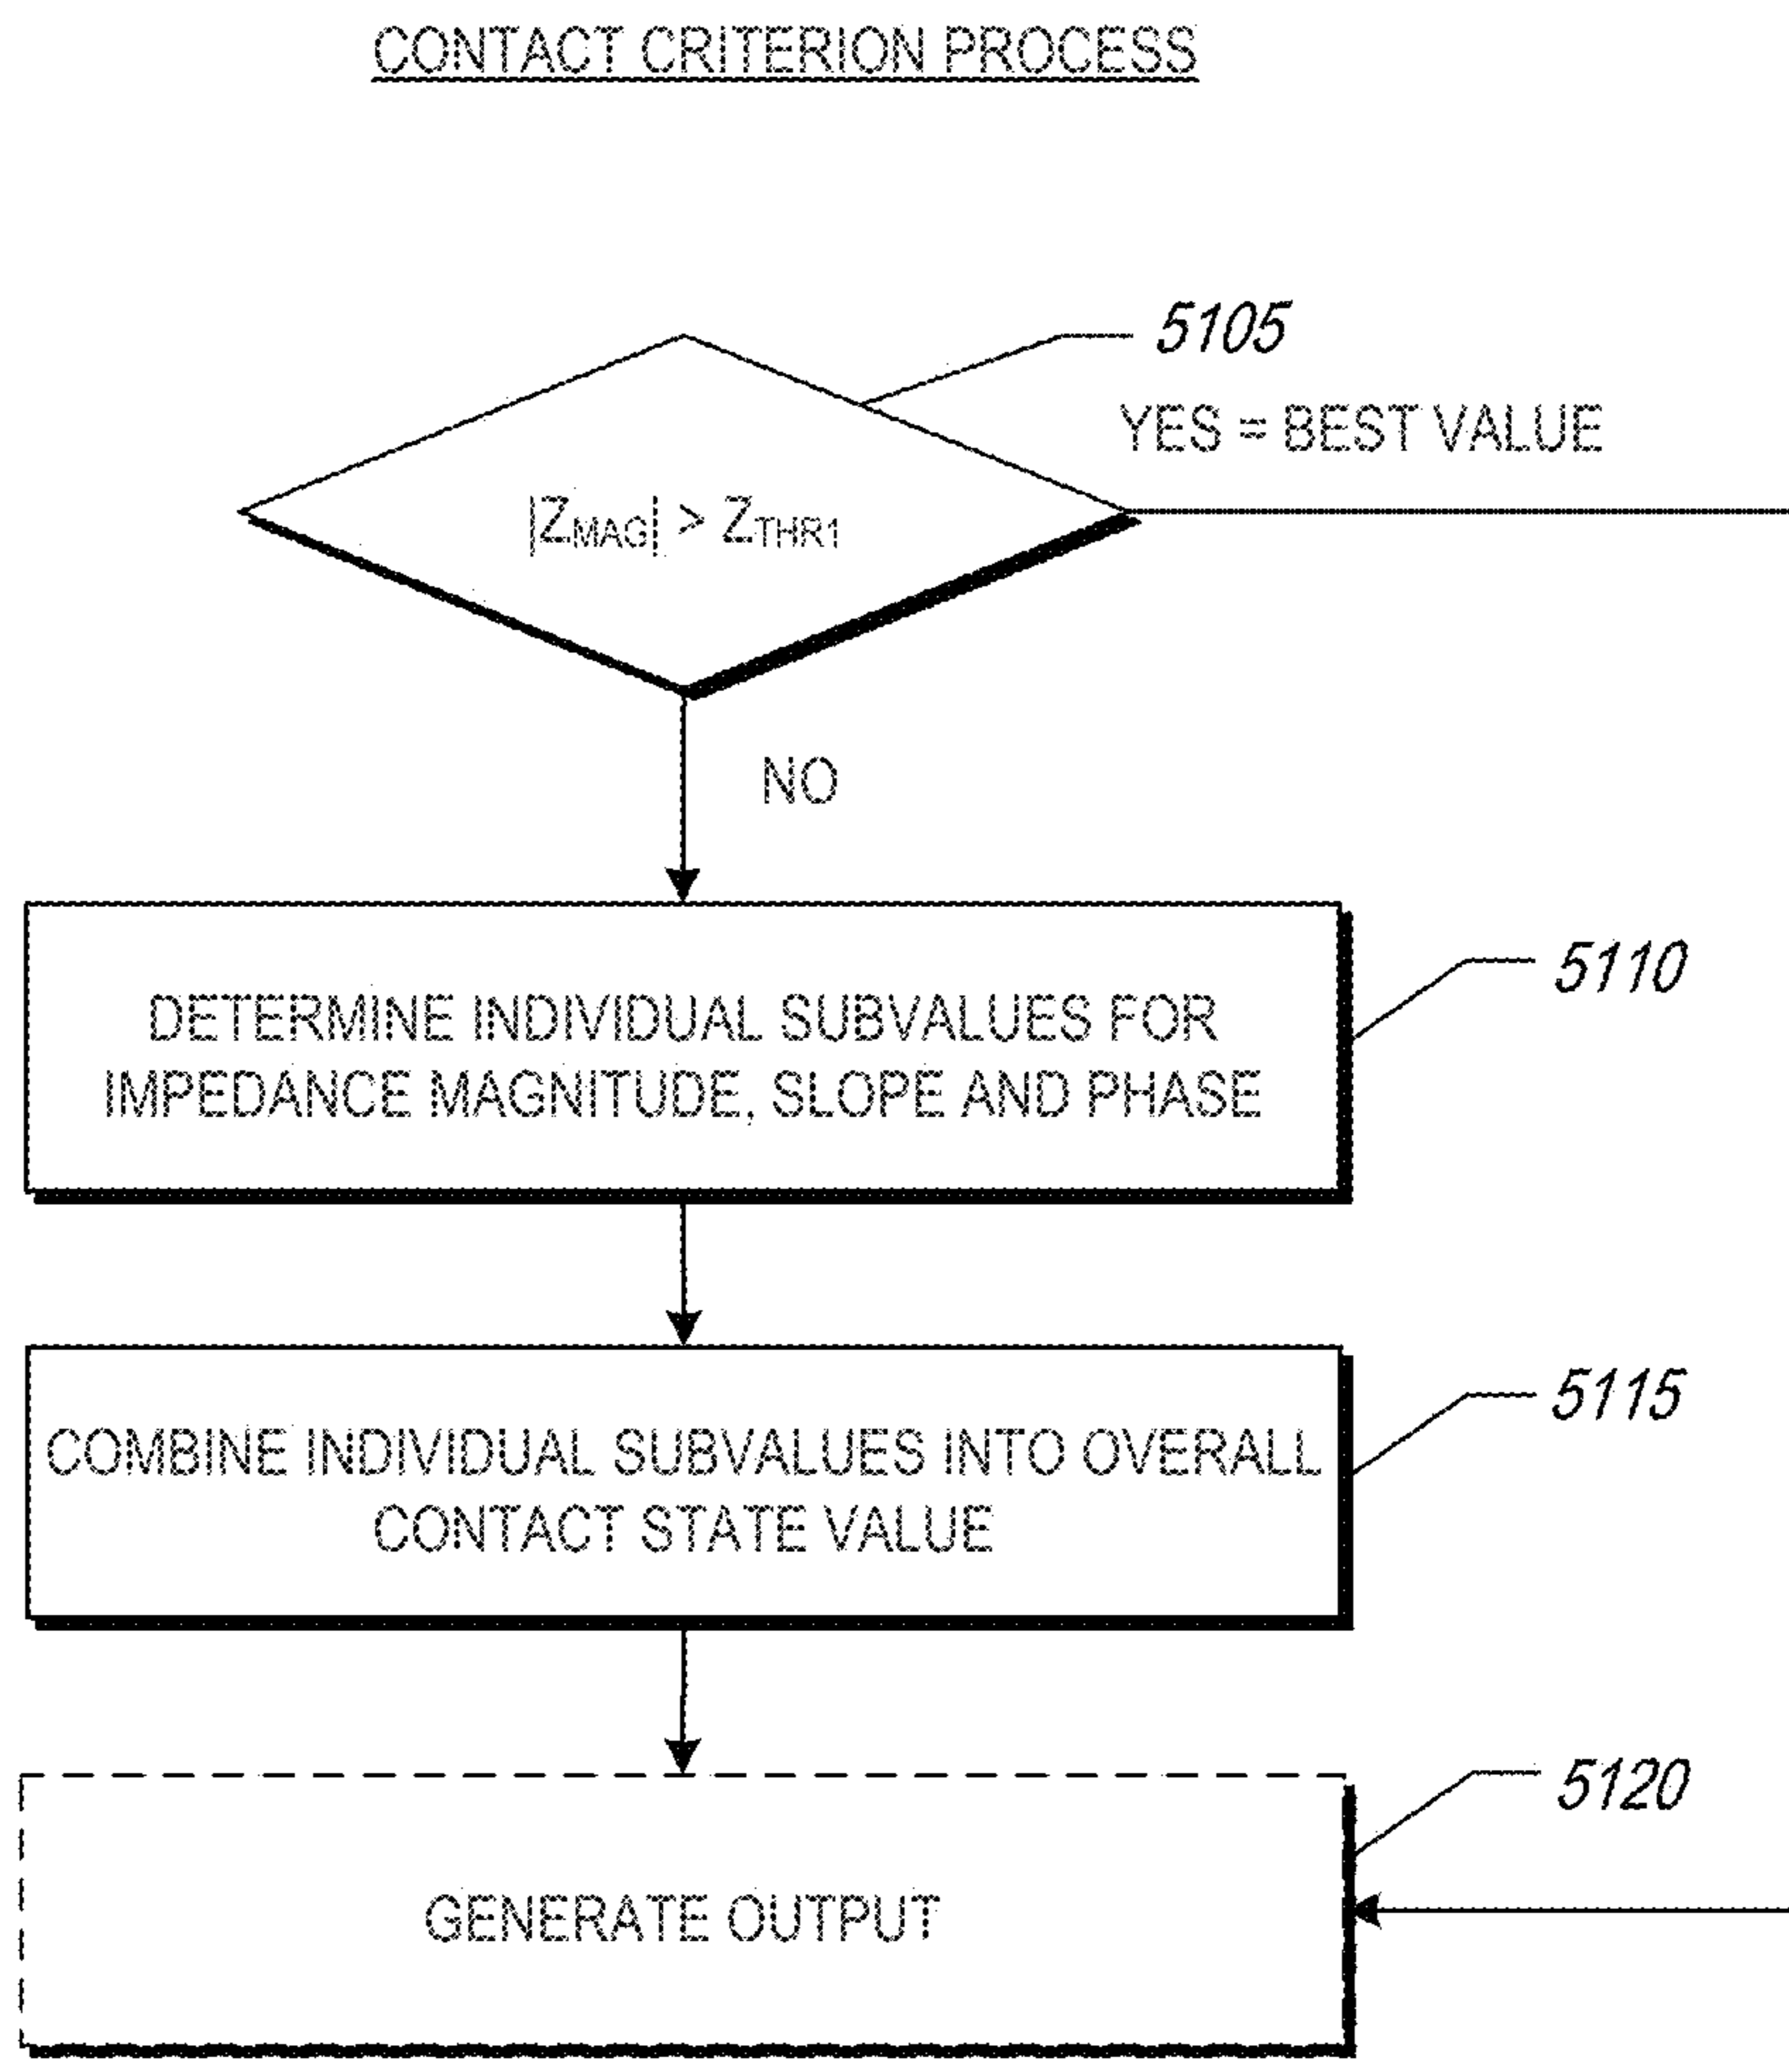 CONTACT CRITERION PROCESS
5105
YES = BEST VALUE
|ZMAG| > ZTHR1
NO
5110
DETERMINE INDIVIDUAL SUBVALUES FOR
IMPEDANCE MAGNITUDE, SLOPE AND PHASE
5115
COMBINE INDIVIDUAL SUBVALUES INTO OVERALL
CONTACT STATE VALUE
5120
GENERATE OUTPUT